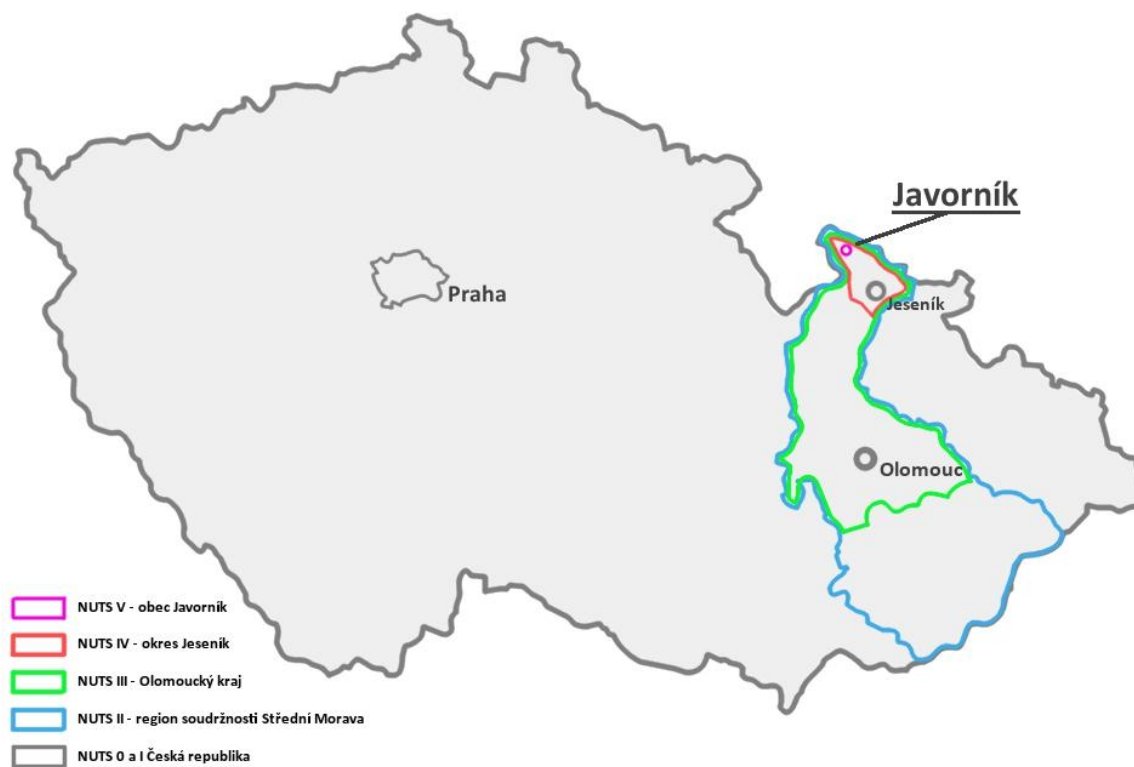 Javorník
Praha
Jeseník
Olomouc
NUTS V - obec Javorník
NUTS IV - okres Jeseník
NUTS III - Olomoucký kraj
NUTS II - region soudržnosti Střední Morava
NUTS 0 a I Česká republika